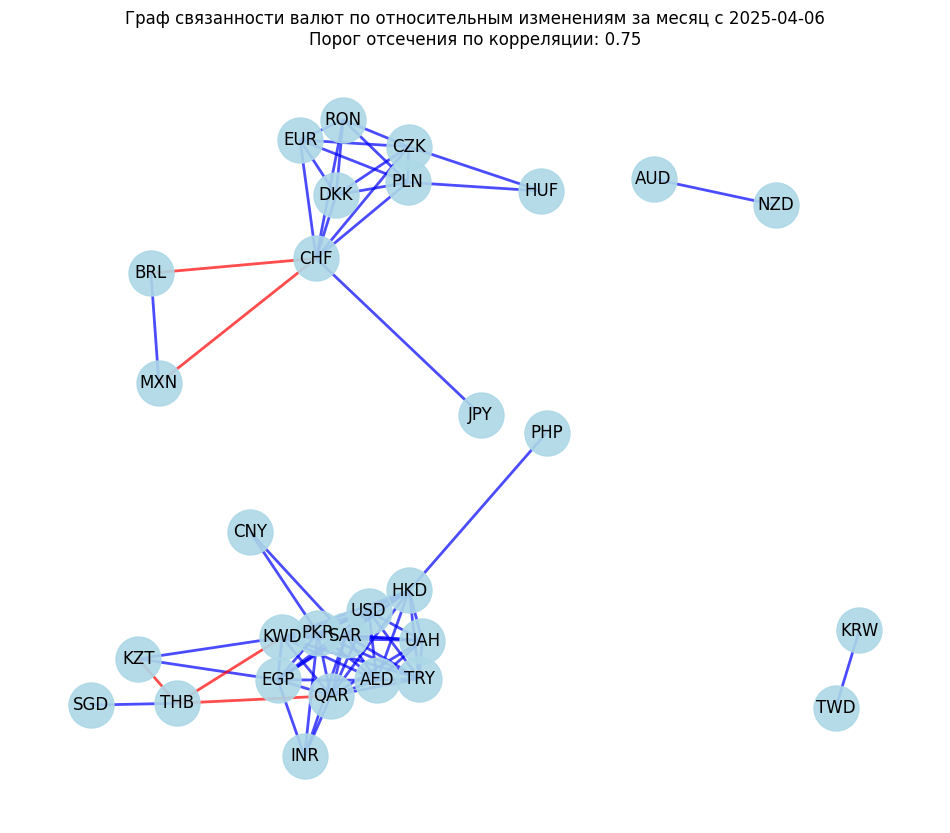 Граф связанности валют по относительным изменениям за месяц с 2025-04-06
Порог отсечения по корреляции: 0.75
RON
EUR
CZK
DKK
PLN
HUF
AUD
NZD
CHF
BRL
MXN
JPY
PHP
CNY
HKD
USD
KWD
PKR
SAR
UAH
KRW
KZT
EGP
AED
TRY
QAR
SGD
THB
TWD
INR